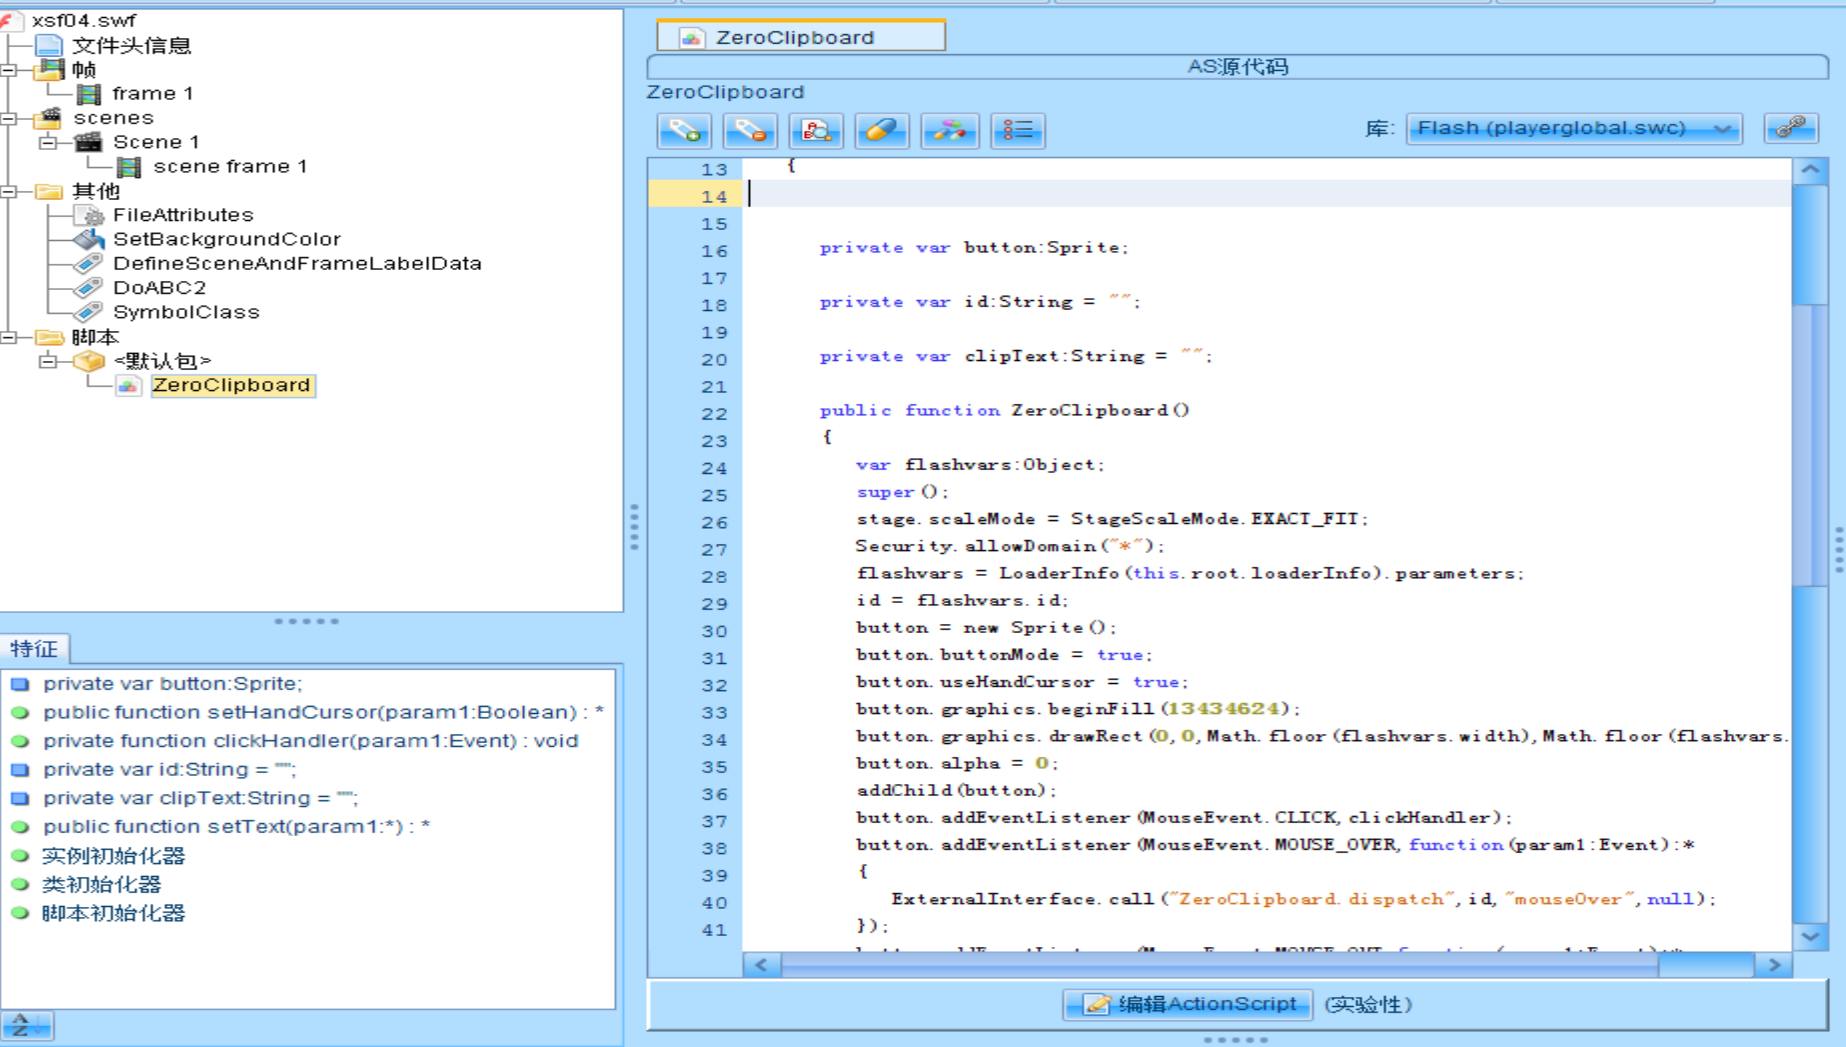 xsf04.swf
文件头信息
帧
frame 1
scenes
Scene 1
scene frame 1
其他
FileAttributes
SetBackgroundColor
DefineSceneAndFrameLabelData
DoABC2
SymbolClass
脚本
<默认包>
ZeroClipboard
特征
private var button:Sprite;
public function setHandCursor(param1:Boolean) : *
private function clickHandler(param1:Event) : void
private var id:String = "";
private var clipText:String = "";
public function setText(param1:*) : *
实例初始化器
类初始化器
脚本初始化器
ZeroClipboard
AS源代码
ZeroClipboard
库: Flash (playerglobal.swc)
13 {
14
15
16 private var button:Sprite;
17
18 private var id:String = "";
19
20 private var clipText:String = "";
21
22 public function ZeroClipboard()
23 {
24 var flashvars:Object;
25 super();
26 stage.scaleMode = StageScaleMode.EXACT_FIT;
27 Security.allowDomain("*");
28 flashvars = LoaderInfo(this.root.loaderInfo).parameters;
29 id = flashvars.id;
30 button = new Sprite();
31 button.buttonMode = true;
32 button.useHandCursor = true;
33 button.graphics.beginFill(13434624);
34 button.graphics.drawRect(0,0,Math.floor(flashvars.width),Math.floor(flashvars.
35 button.alpha = 0;
36 addChild(button);
37 button.addEventListener(MouseEvent.CLICK,clickHandler);
38 button.addEventListener(MouseEvent.MOUSE_OVER,function(param1:Event):*
39 {
40 ExternalInterface.call("ZeroClipboard.dispatch",id,"mouseOver",null);
41 });
编辑ActionScript (实验性)